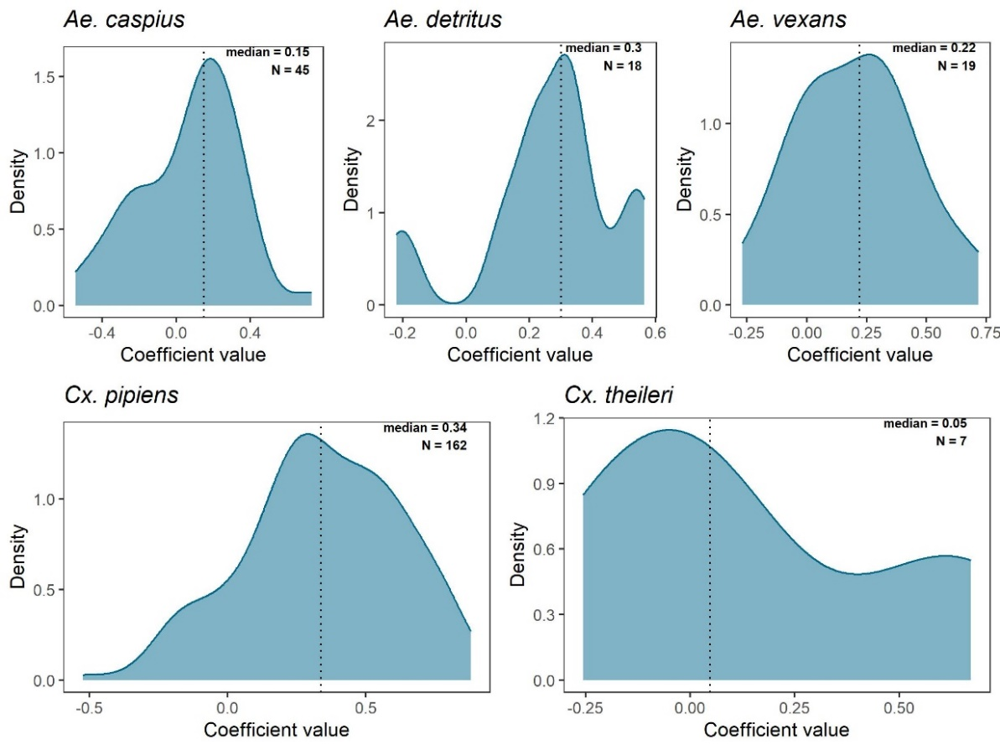 Ae. caspius
median = 0.15
N = 45
1.5
1.0
0.5
0.0
Density
-0.4
0.0
0.4
Coefficient value
Ae. detritus
median = 0.3
N = 18
2
1
0
Density
-0.2
0.0
0.2
0.4
0.6
Coefficient value
Ae. vexans
median = 0.22
N = 19
1.0
0.5
0.0
Density
-0.25
0.00
0.25
0.50
0.75
Coefficient value
Cx. pipiens
median = 0.34
N = 162
1.0
0.5
0.0
Density
-0.5
0.0
0.5
Coefficient value
Cx. theileri
median = 0.05
N = 7
1.2
0.9
0.6
0.3
0.0
Density
-0.25
0.00
0.25
0.50
Coefficient value